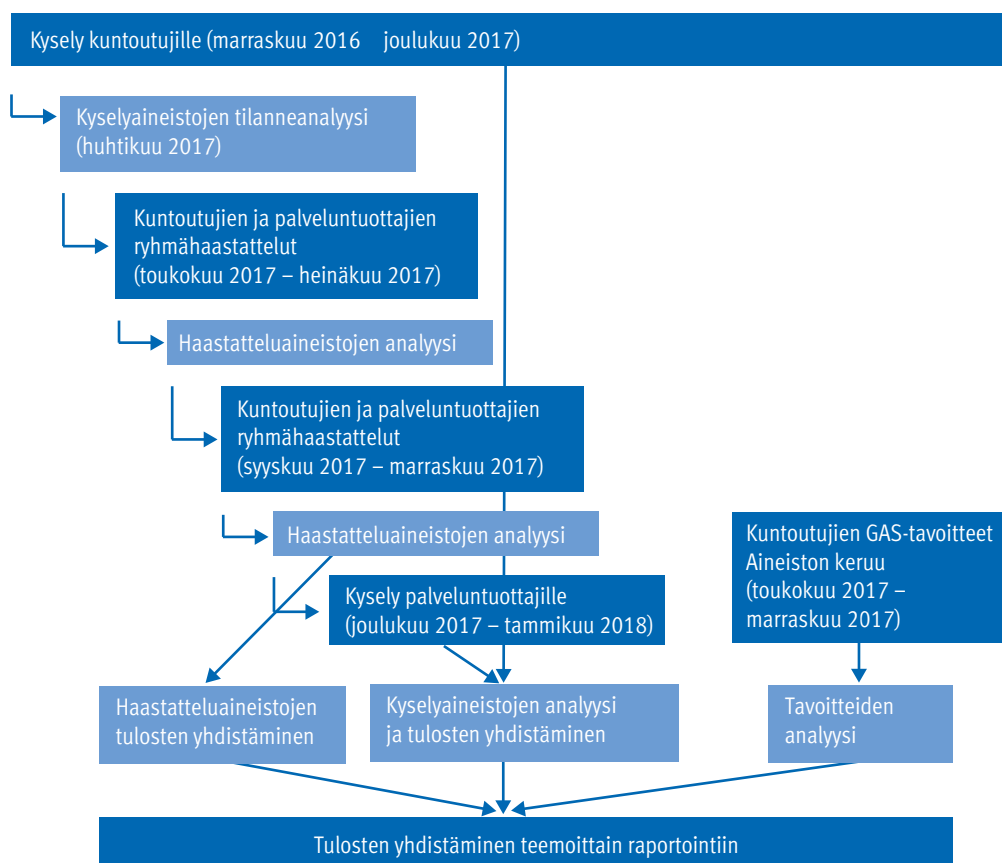 Kysely kuntoutujille (marraskuu 2016   joulukuu 2017)
Kyselyaineistojen tilanneanalyysi
(huhtikuu 2017)
Kuntoutujien ja palveluntuottajien
ryhmähaastattelut
(toukokuu 2017 – heinäkuu 2017)
Haastatteluaineistojen analyysi
Kuntoutujien ja palveluntuottajien
ryhmähaastattelut
(syyskuu 2017 – marraskuu 2017)
Haastatteluaineistojen analyysi
Kysely palveluntuottajille
(joulukuu 2017 – tammikuu 2018)
Kuntoutujien GAS-tavoitteet
Aineiston keruu
(toukokuu 2017 –
marraskuu 2017)
Haastatteluaineistojen
tulosten yhdistäminen
Kyselyaineistojen analyysi
ja tulosten yhdistäminen
Tavoitteiden
analyysi
Tulosten yhdistäminen teemoittain raportointiin